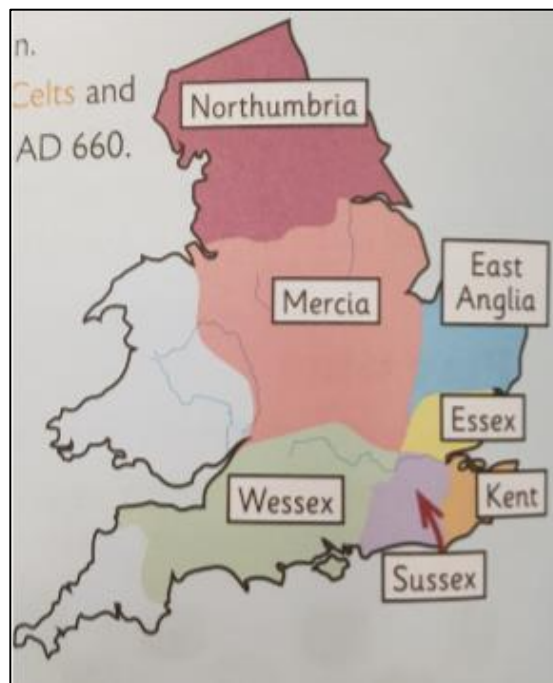 n.
Celts and
AD 660.
Northumbria
East
Anglia
Mercia
Essex
Wessex
Kent
Sussex